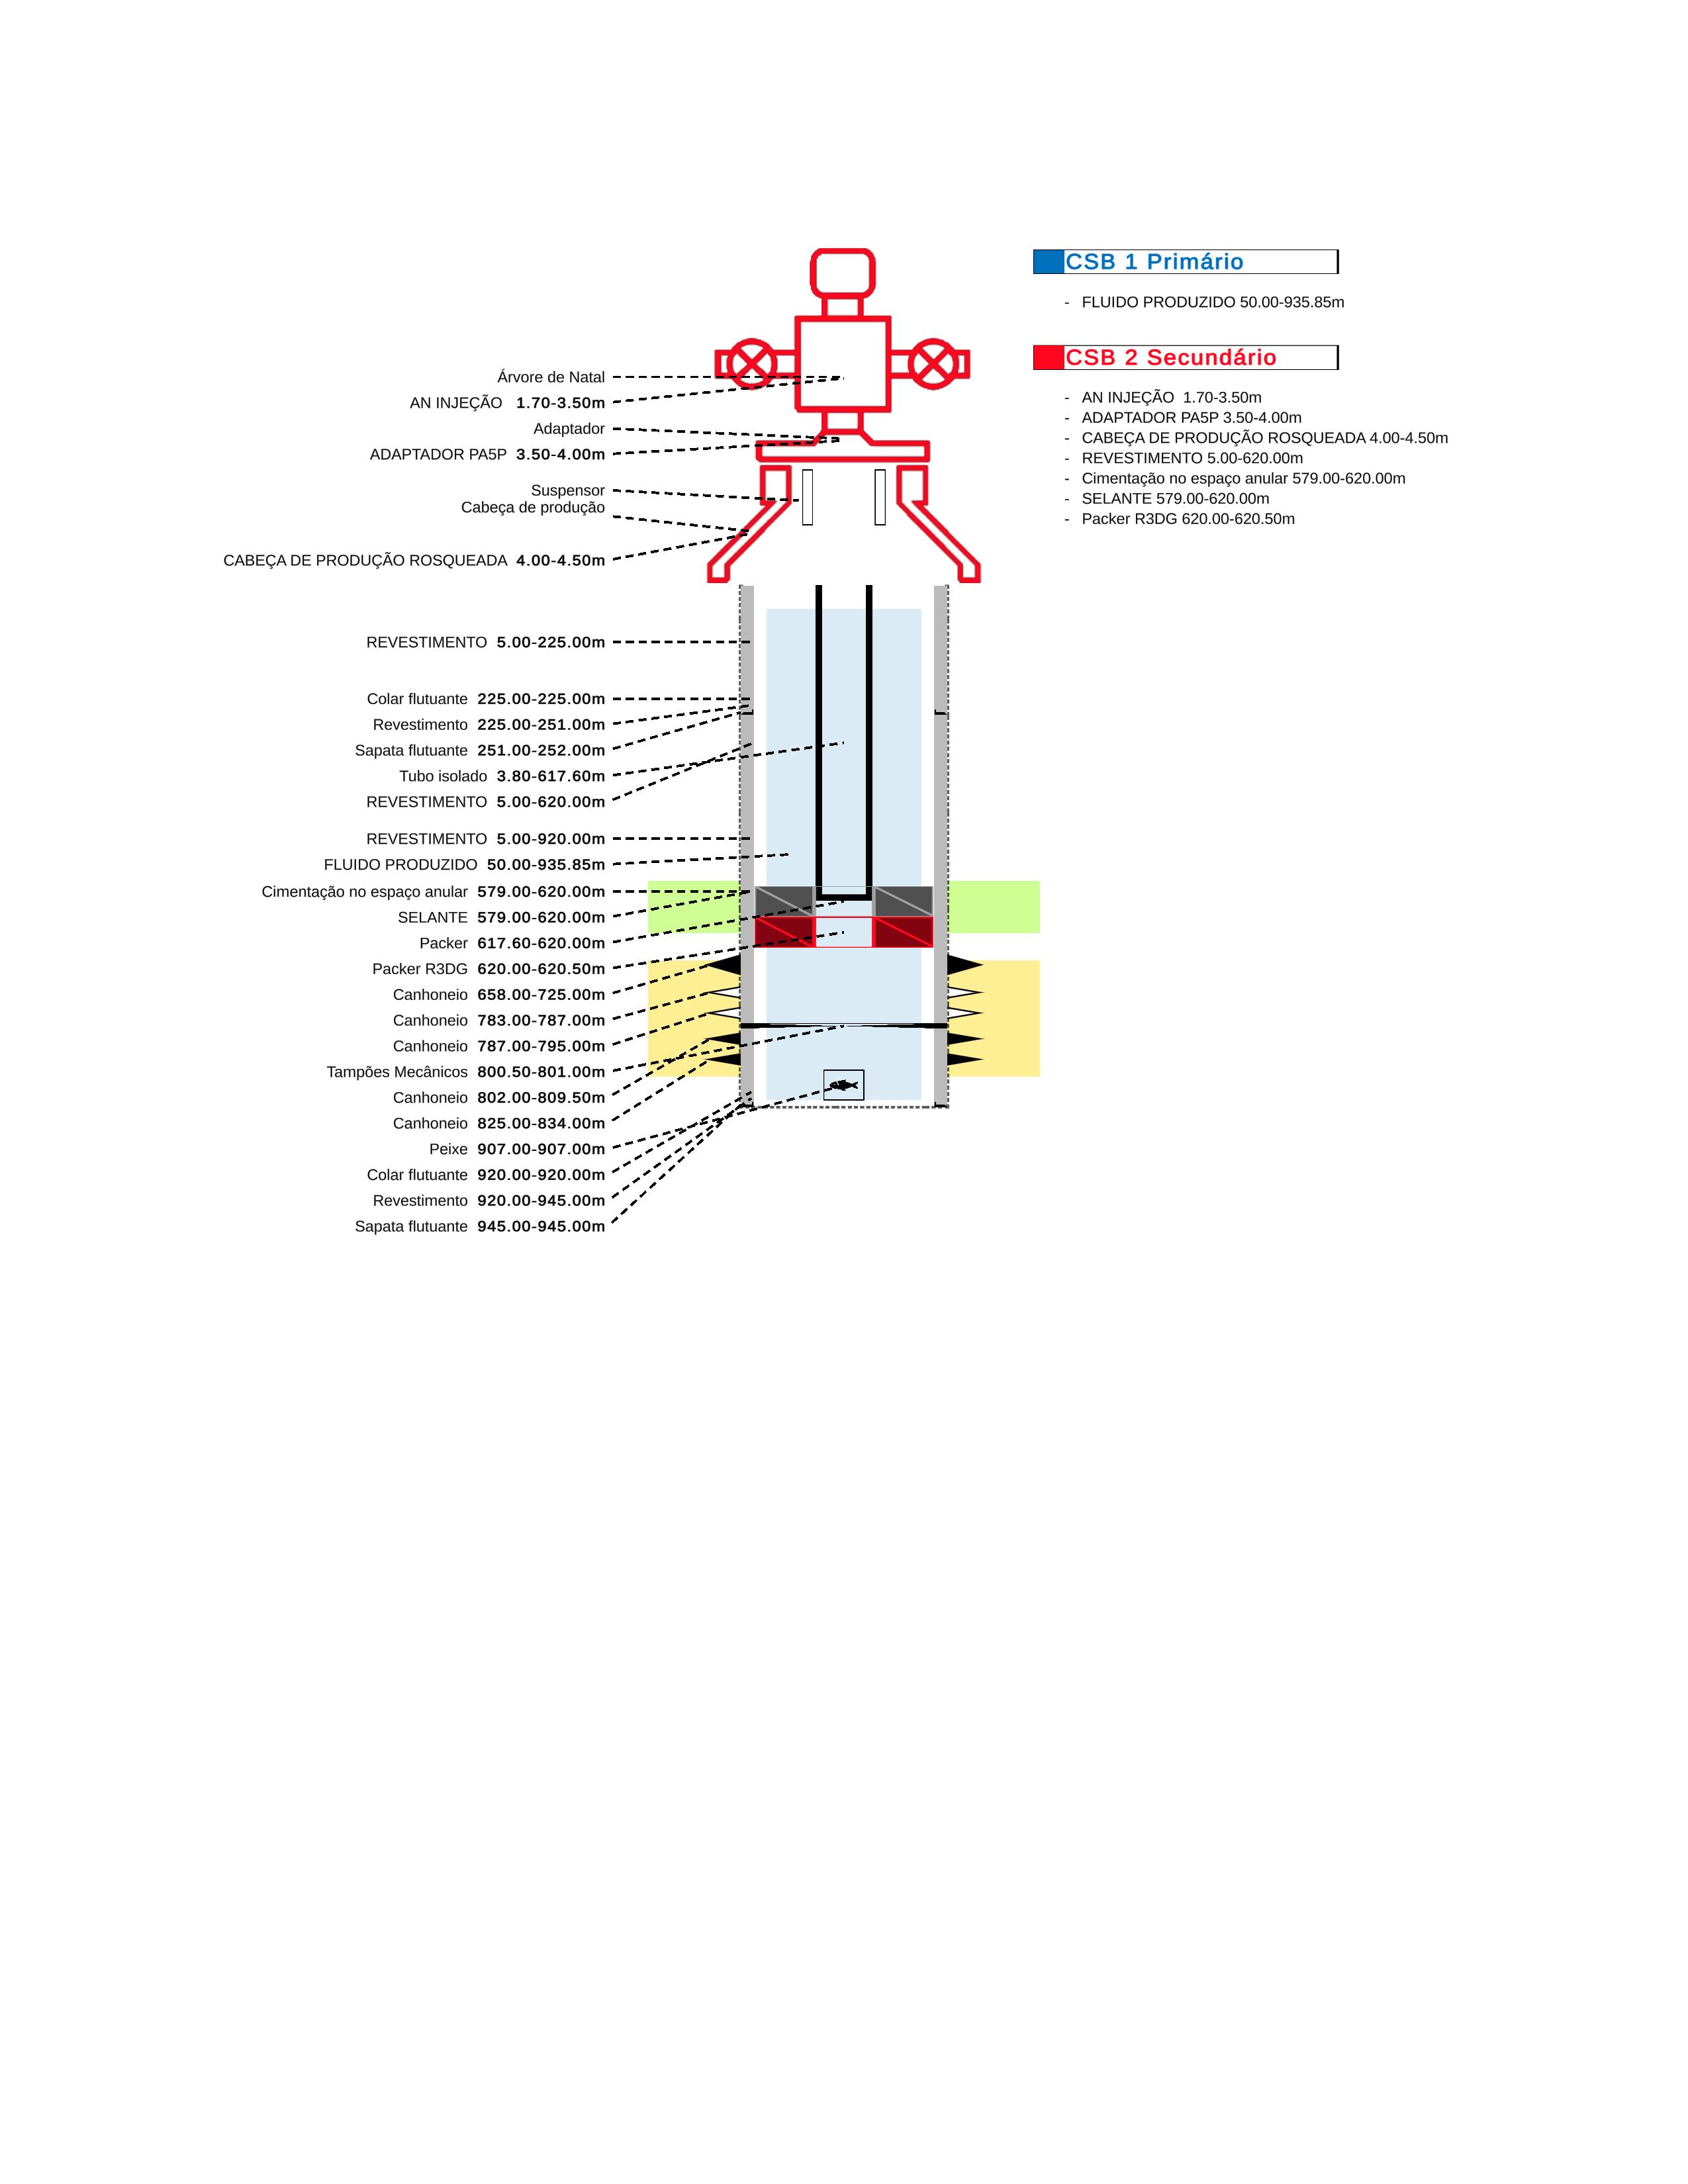 CSB 1 Primário
- FLUIDO PRODUZIDO 50.00-935.85m
CSB 2 Secundário
- AN INJEÇÃO  1.70-3.50m
- ADAPTADOR PA5P 3.50-4.00m
- CABEÇA DE PRODUÇÃO ROSQUEADA 4.00-4.50m
- REVESTIMENTO 5.00-620.00m
- Cimentação no espaço anular 579.00-620.00m
- SELANTE 579.00-620.00m
- Packer R3DG 620.00-620.50m
Árvore de Natal
AN INJEÇÃO  1.70-3.50m
Adaptador
ADAPTADOR PA5P 3.50-4.00m
Suspensor
Cabeça de produção
CABEÇA DE PRODUÇÃO ROSQUEADA 4.00-4.50m
REVESTIMENTO 5.00-225.00m
Colar flutuante 225.00-225.00m
Revestimento 225.00-251.00m
Sapata flutuante 251.00-252.00m
Tubo isolado 3.80-617.60m
REVESTIMENTO 5.00-620.00m
REVESTIMENTO 5.00-920.00m
FLUIDO PRODUZIDO 50.00-935.85m
Cimentação no espaço anular 579.00-620.00m
SELANTE 579.00-620.00m
Packer 617.60-620.00m
Packer R3DG 620.00-620.50m
Canhoneio 658.00-725.00m
Canhoneio 783.00-787.00m
Canhoneio 787.00-795.00m
Tampões Mecânicos 800.50-801.00m
Canhoneio 802.00-809.50m
Canhoneio 825.00-834.00m
Peixe 907.00-907.00m
Colar flutuante 920.00-920.00m
Revestimento 920.00-945.00m
Sapata flutuante 945.00-945.00m